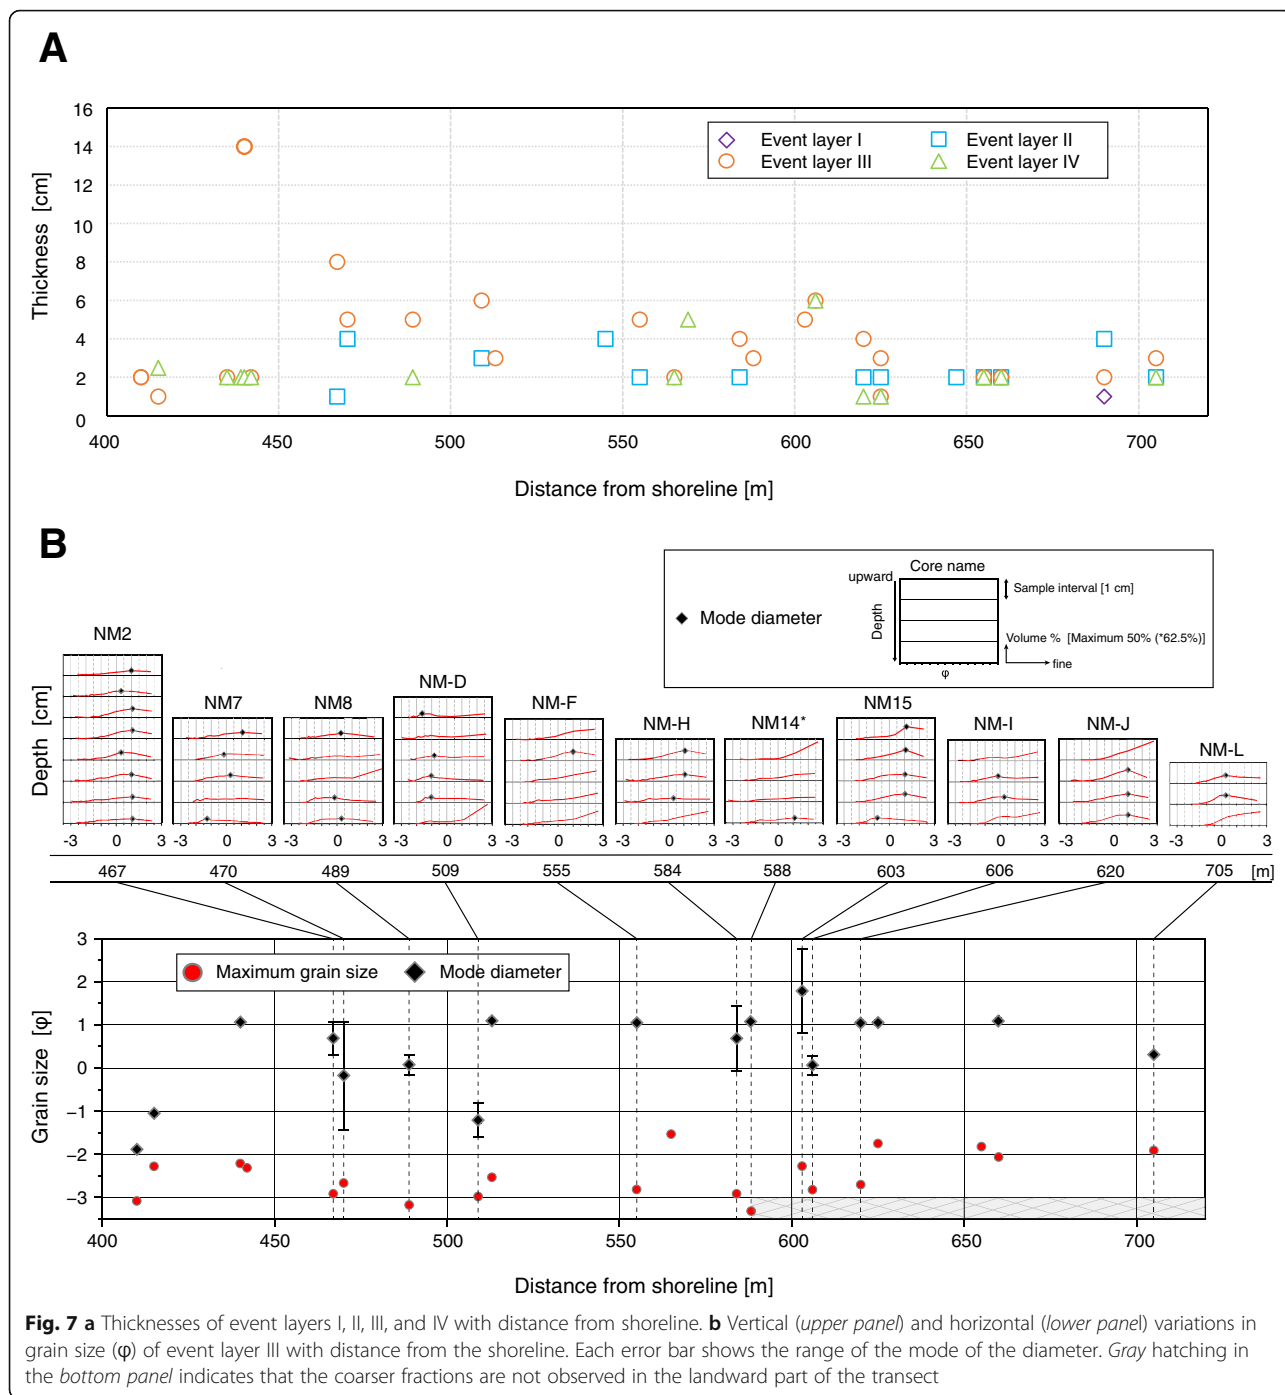 A
16
14
12
10
8
6
4
2
0
Thickness [cm]
Event layer I
Event layer II
Event layer III
Event layer IV
400 450 500 550 600 650 700
Distance from shoreline [m]
B
Core name
upward
Depth
Sample interval [1 cm]
Mode diameter
Volume % [Maximum 50% (*62.5%)]
fine
φ
Depth [cm]
NM2
NM7
NM8
NM-D
NM-F
NM-H
NM14*
NM15
NM-I
NM-J
NM-L
-3 0 3 -3 0 3 -3 0 3 -3 0 3 -3 0 3 -3 0 3 -3 0 3 -3 0 3 -3 0 3 -3 0 3 -3 0 3
467 470 489 509 555 584 588 603 606 620 705 [m]
3
2
1
0
−1
−2
−3
Grain size [φ]
Maximum grain size
Mode diameter
400 450 500 550 600 650 700
Distance from shoreline [m]
Fig. 7 a Thicknesses of event layers I, II, III, and IV with distance from shoreline. b Vertical (upper panel) and horizontal (lower panel) variations in
grain size (φ) of event layer III with distance from the shoreline. Each error bar shows the range of the mode of the diameter. Gray hatching in
the bottom panel indicates that the coarser fractions are not observed in the landward part of the transect